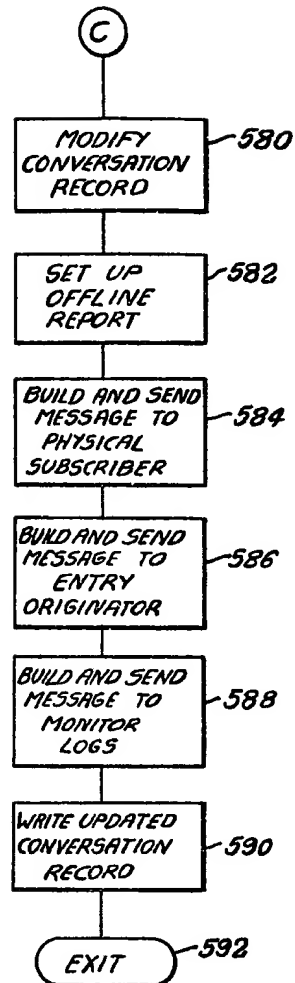 C
MODIFY
CONVERSATION
RECORD
580
SET UP
OFFLINE
REPORT
582
BUILD AND SEND
MESSAGE TO
PHYSICAL
SUBSCRIBER
584
BUILD AND SEND
MESSAGE TO
ENTRY
ORIGINATOR
586
BUILD AND SEND
MESSAGE TO
MONITOR
LOGS
588
WRITE UPDATED
CONVERSATION
RECORD
590
EXIT
592